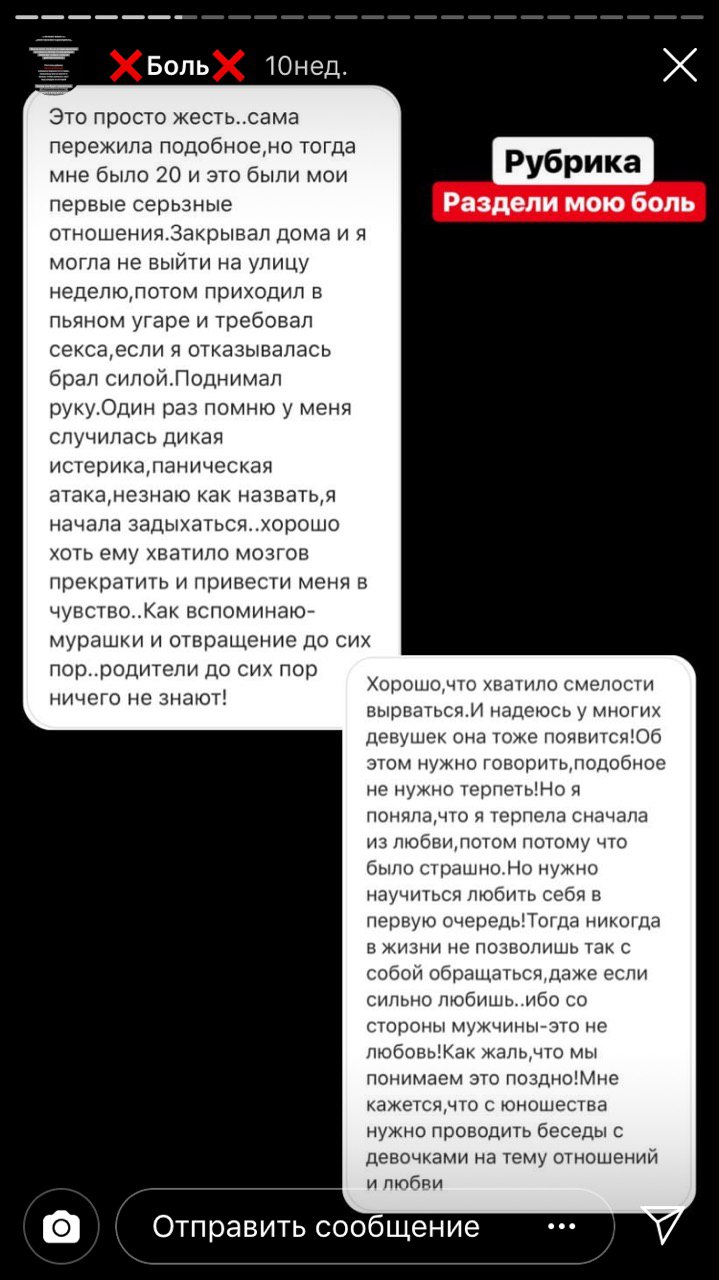 ❌Боль❌ 10нед.
Рубрика
Раздели мою боль
Это просто жесть..сама
пережила подобное,но тогда
мне было 20 и это были мои
первые серьзные
отношения.Закрывал дома и я
могла не выйти на улицу
неделю,потом приходил в
пьяном угаре и требовал
секса,если я отказывалась
брал силой.Поднимал
руку.Один раз помню у меня
случилась дикая
истерика,паническая
атака,незнаю как назвать,я
начала задыхаться..хорошо
хоть ему хватило мозгов
прекратить и привести меня в
чувство..Как вспоминаю-
мурашки и отвращение до сих
пор..родители до сих пор
ничего не знают!
Хорошо,что хватило смелости
вырваться.И надеюсь у многих
девушек она тоже появится!Об
этом нужно говорить,подобное
не нужно терпеть!Но я
поняла,что я терпела сначала
из любви,потом потому что
было страшно.Но нужно
научиться любить себя в
первую очередь!Тогда никогда
в жизни не позволишь так с
собой обращаться,даже если
сильно любишь..ибо со
стороны мужчины-это не
любовь!Как жаль,что мы
понимаем это поздно!Мне
кажется,что с юношества
нужно проводить беседы с
девочками на тему отношений
и любви
Отправить сообщение